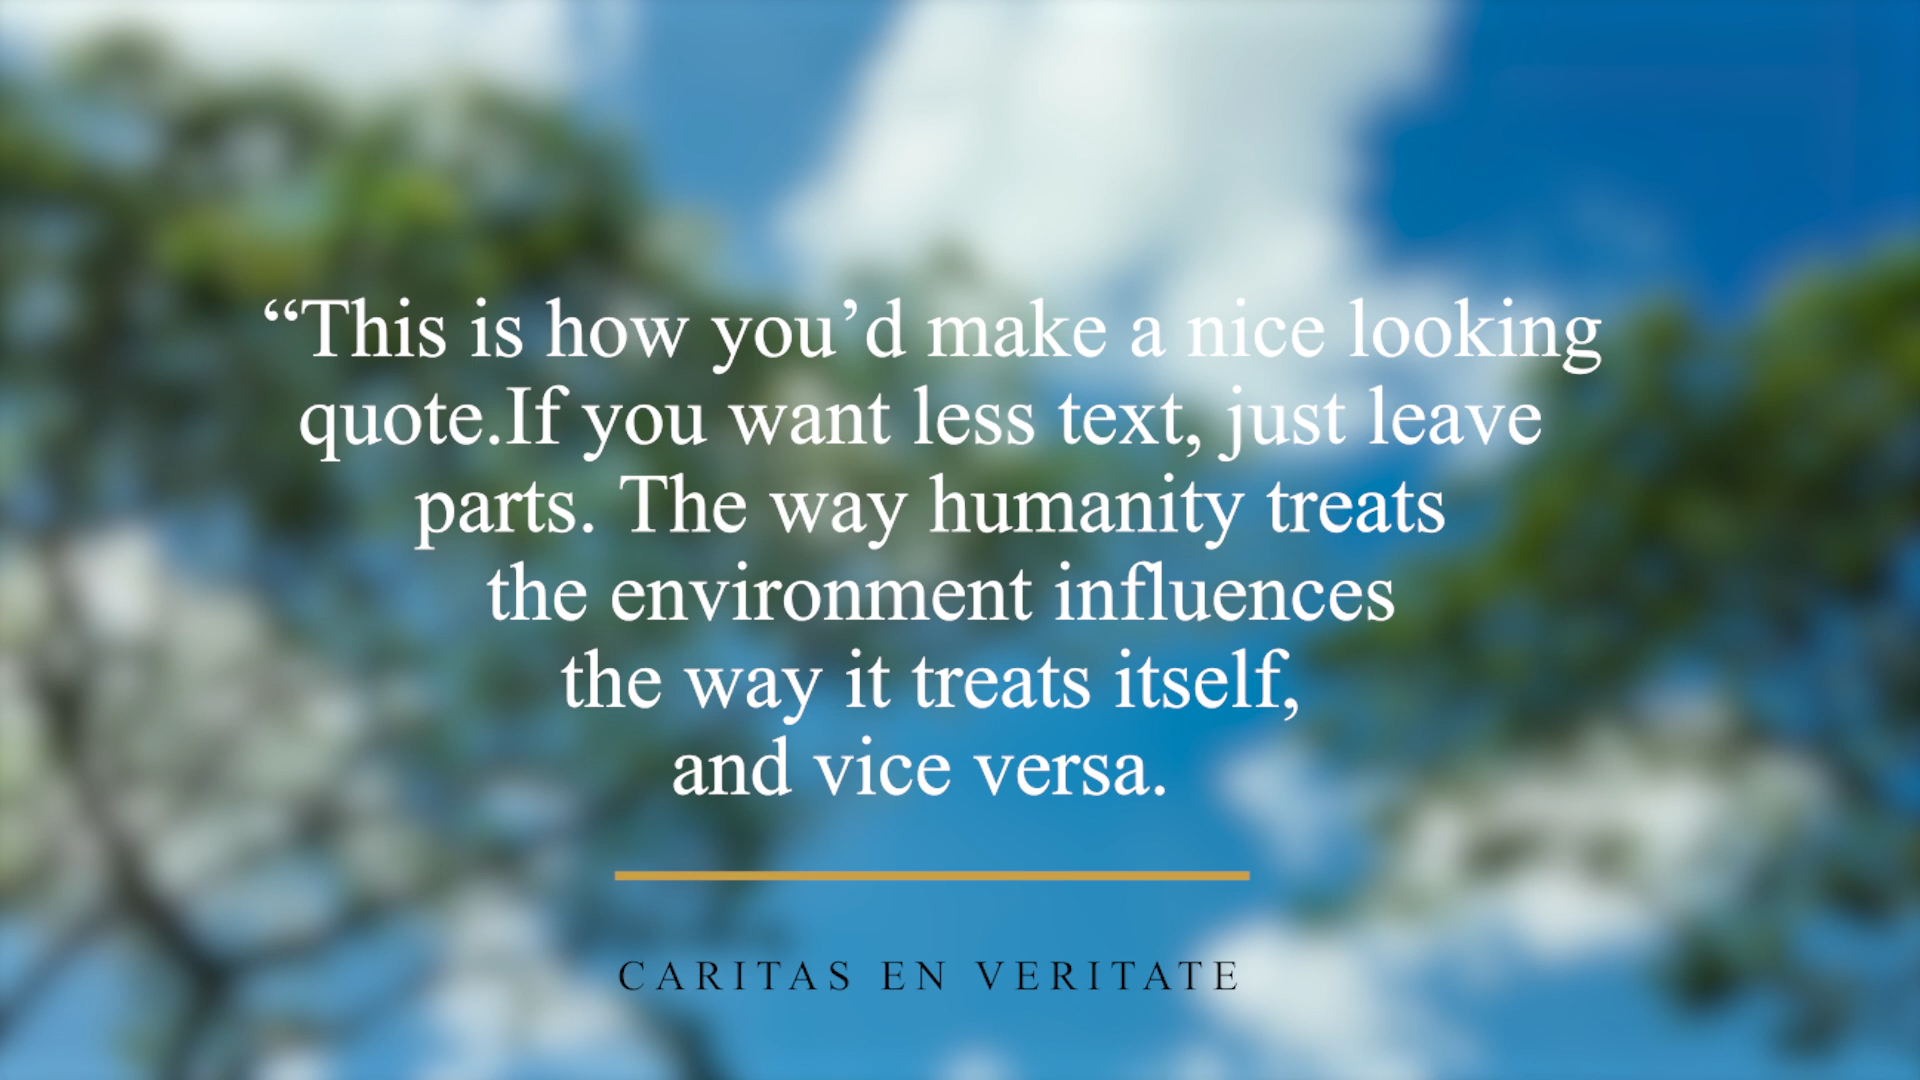 “This is how you’d make a nice looking
quote.If you want less text, just leave
parts. The way humanity treats
the environment influences
the way it treats itself,
and vice versa.
CARITAS EN VERITATE